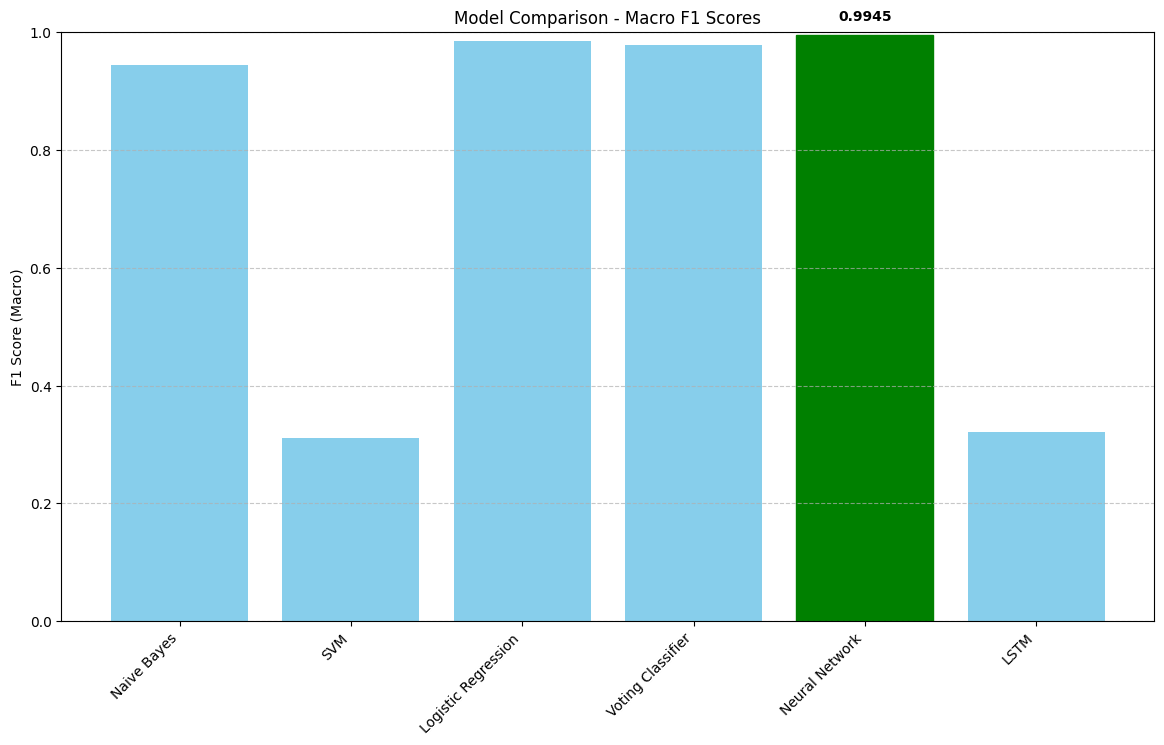 Model Comparison - Macro F1 Scores
0.9945
1.0
0.8
0.6
0.4
0.2
0.0
F1 Score (Macro)
Naive Bayes
SVM
Logistic Regression
Voting Classifier
Neural Network
LSTM